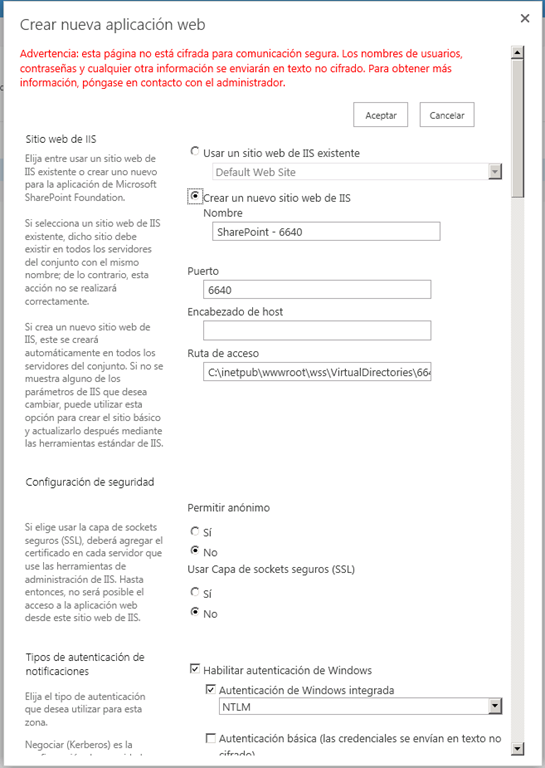 Crear nueva aplicación web
Advertencia: esta página no está cifrada para comunicación segura. Los nombres de usuarios,
contraseñas y cualquier otra información se enviarán en texto no cifrado. Para obtener más
información, póngase en contacto con el administrador.
Aceptar
Cancelar
Sitio web de IIS
Elija entre usar un sitio web de
IIS existente o crear uno nuevo
para la aplicación de Microsoft
SharePoint Foundation.
Si selecciona un sitio web de IIS
existente, dicho sitio debe
existir en todos los servidores
del conjunto con el mismo
nombre; de lo contrario, esta
acción no se realizará
correctamente.
Si crea un nuevo sitio web de
IIS, este se creará
automáticamente en todos los
servidores del conjunto. Si no se
muestra alguno de los
parámetros de IIS que desea
cambiar, puede utilizar esta
opción para crear el sitio básico
y actualizarlo después mediante
las herramientas estándar de IIS.
Usar un sitio web de IIS existente
Default Web Site
Crear un nuevo sitio web de IIS
Nombre
SharePoint - 6640
Puerto
6640
Encabezado de host
Ruta de acceso
C:\inetpub\wwwroot\wss\VirtualDirectories\664
Configuración de seguridad
Si elige usar la capa de sockets
seguros (SSL), deberá agregar el
certificado en cada servidor que
use las herramientas de
administración de IIS. Hasta
entonces, no será posible el
acceso a la aplicación web
desde este sitio web de IIS.
Permitir anónimo
Sí
No
Usar Capa de sockets seguros (SSL)
Sí
No
Tipos de autenticación de
notificaciones
Elija el tipo de autenticación
que desea utilizar para esta
zona.
Negociar (Kerberos) es la
Habilitar autenticación de Windows
Autenticación de Windows integrada
NTLM
Autenticación básica (las credenciales se envían en texto no
cifrado)